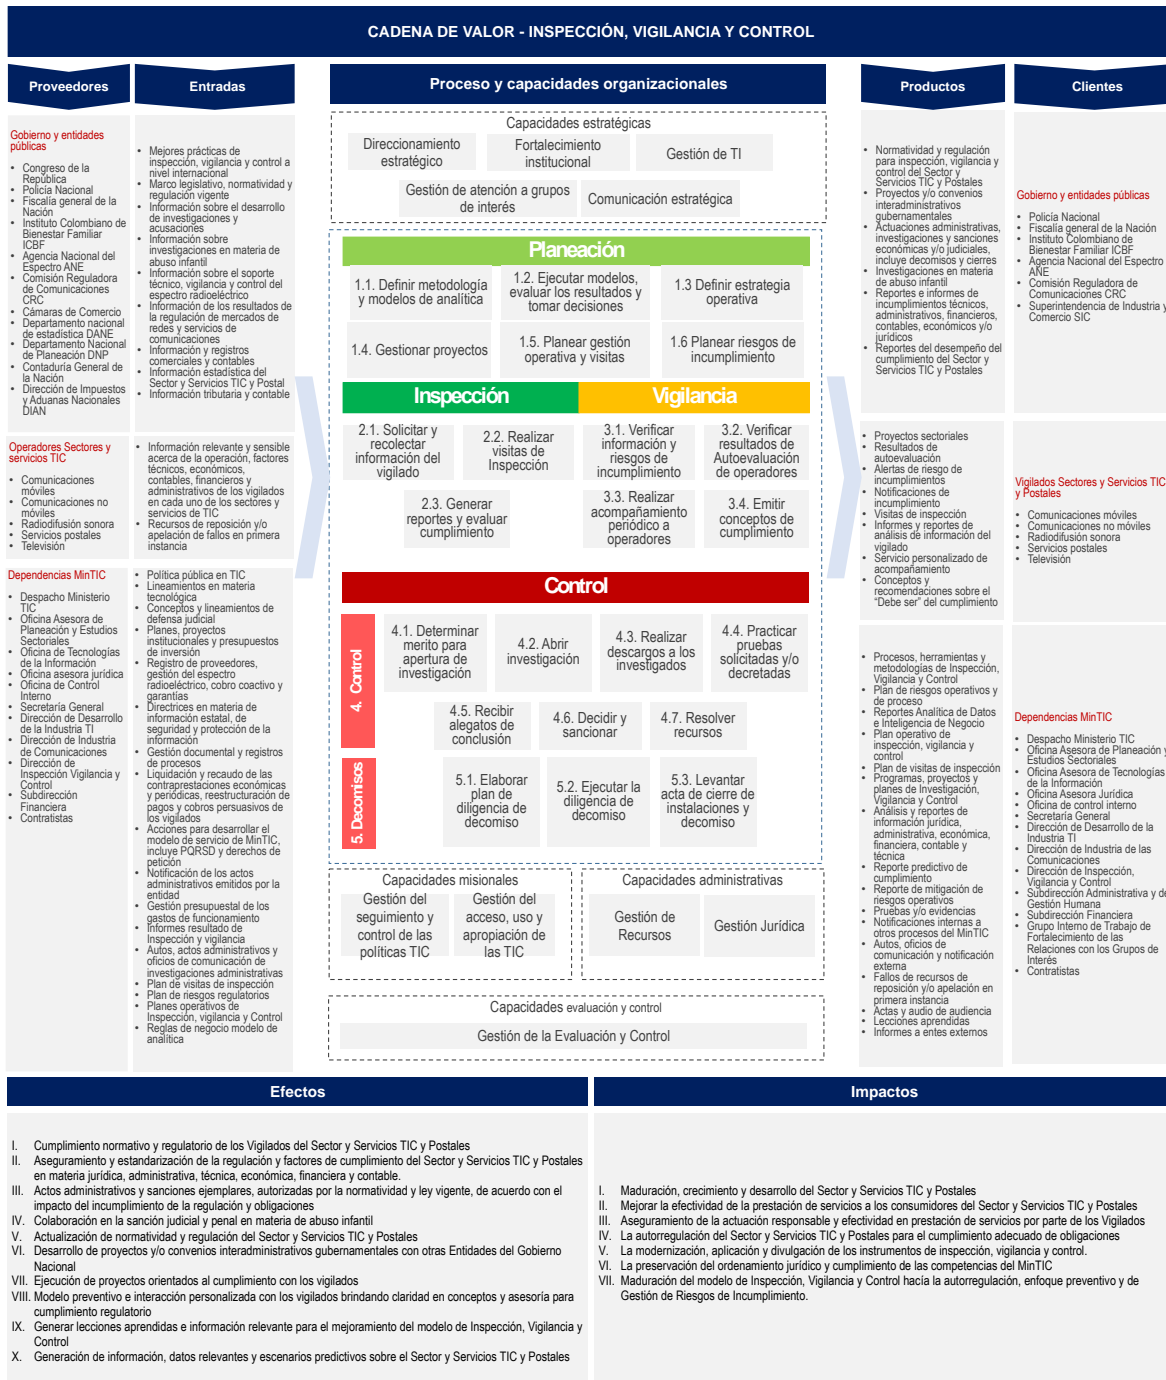 CADENA DE VALOR - INSPECCIÓN, VIGILANCIA Y CONTROL
Proveedores
Entradas
Proceso y capacidades organizacionales
Productos
Clientes
Gobierno y entidades
públicas
• Congreso de la
República
• Policía Nacional
• Fiscalía general de la
Nación
• Instituto Colombiano de
Bienestar Familiar
ICBF
• Agencia Nacional del
Espectro ANE
• Comisión Reguladora
de Comunicaciones
CRC
• Cámaras de Comercio
• Departamento nacional
de estadística DANE
• Departamento Nacional
de Planeación DNP
• Contaduría General de
la Nación
• Dirección de Impuestos
y Aduanas Nacionales
DIAN
• Mejores prácticas de
inspección, vigilancia y control a
nivel internacional
• Marco legislativo, normatividad y
regulación vigente
• Información sobre el desarrollo
de investigaciones y
acusaciones
• Información sobre
investigaciones en materia de
abuso infantil
• Información sobre el soporte
técnico, vigilancia y control del
espectro radioeléctrico
• Información de los resultados de
la regulación de mercados de
redes y servicios de
comunicaciones
• Información y registros
comerciales y contables
• Información estadística del
Sector y Servicios TIC y Postal
• Información tributaria y contable
Operadores Sectores y
servicios TIC
• Comunicaciones
móviles
• Comunicaciones no
móviles
• Radiodifusión sonora
• Servicios postales
• Televisión
• Información relevante y sensible
acerca de la operación, factores
técnicos, económicos,
contables, financieros y
administrativos de los vigilados
en cada uno de los sectores y
servicios de TIC
• Recursos de reposición y/o
apelación de fallos en primera
instancia
Dependencias MinTIC
• Despacho Ministerio
TIC
• Oficina Asesora de
Planeación y Estudios
Sectoriales
• Oficina de Tecnologías
de la Información
• Oficina asesora jurídica
• Oficina de Control
Interno
• Secretaría General
• Dirección de Desarrollo
de la Industria TI
• Dirección de Industria
de Comunicaciones
• Dirección de
Inspección Vigilancia y
Control
• Subdirección
Financiera
• Contratistas
• Política pública en TIC
• Lineamientos en materia
tecnológica
• Conceptos y lineamientos de
defensa judicial
• Planes, proyectos
institucionales y presupuestos
de inversión
• Registro de proveedores,
gestión del espectro
radioeléctrico, cobro coactivo y
garantías
• Directrices en materia de
información estatal, de
seguridad y protección de la
información
• Gestión documental y registros
de procesos
• Liquidación y recaudo de las
contraprestaciones económicas
y periódicas, reestructuración de
pagos y cobros persuasivos de
los vigilados
• Acciones para desarrollar el
modelo de servicio de MinTIC,
incluye PQRSD y derechos de
petición
• Notificación de los actos
administrativos emitidos por la
entidad
• Gestión presupuestal de los
gastos de funcionamiento
• Informes resultado de
Inspección y vigilancia
• Autos, actos administrativos y
oficios de comunicación de
investigaciones administrativas
• Plan de visitas de inspección
• Plan de riesgos regulatorios
• Planes operativos de
Inspección, vigilancia y Control
• Reglas de negocio modelo de
analítica
Capacidades estratégicas
Direccionamiento
estratégico
Fortalecimiento
institucional
Gestión de TI
Gestión de atención a grupos
de interés
Comunicación estratégica
Planeación
1.1. Definir metodología
y modelos de analítica
1.2. Ejecutar modelos,
evaluar los resultados y
tomar decisiones
1.3 Definir estrategia
operativa
1.4. Gestionar proyectos
1.5. Planear gestión
operativa y visitas
1.6 Planear riesgos de
incumplimiento
Inspección
Vigilancia
2.1. Solicitar y
recolectar
información del
vigilado
2.2. Realizar
visitas de
Inspección
3.1. Verificar
información y
riesgos de
incumplimiento
3.2. Verificar
resultados de
Autoevaluación
de operadores
2.3. Generar
reportes y evaluar
cumplimiento
3.3. Realizar
acompañamiento
periódico a
operadores
3.4. Emitir
conceptos de
cumplimiento
Control
4. Control
4.1. Determinar
merito para
apertura de
investigación
4.2. Abrir
investigación
4.3. Realizar
descargos a los
investigados
4.4. Practicar
pruebas
solicitadas y/o
decretadas
4.5. Recibir
alegatos de
conclusión
4.6. Decidir y
sancionar
4.7. Resolver
recursos
5. Decomisos
5.1. Elaborar
plan de
diligencia de
decomiso
5.2. Ejecutar la
diligencia de
decomiso
5.3. Levantar
acta de cierre de
instalaciones y
decomiso
Capacidades misionales
Gestión del
seguimiento y
control de las
políticas TIC
Gestión del
acceso, uso y
apropiación de
las TIC
Capacidades administrativas
Gestión de
Recursos
Gestión Jurídica
Capacidades evaluación y control
Gestión de la Evaluación y Control
• Normatividad y regulación
para inspección, vigilancia y
control del Sector y
Servicios TIC y Postales
• Proyectos y/o convenios
interadministrativos
gubernamentales
• Actuaciones administrativas,
investigaciones y sanciones
económicas y/o judiciales,
incluye decomisos y cierres
• Investigaciones en materia
de abuso infantil
• Reportes e informes de
incumplimientos técnicos,
administrativos, financieros,
contables, económicos y/o
jurídicos
• Reportes del desempeño del
cumplimiento del Sector y
Servicios TIC y Postales
Gobierno y entidades públicas
• Policía Nacional
• Fiscalía general de la Nación
• Instituto Colombiano de
Bienestar Familiar ICBF
• Agencia Nacional del Espectro
ANE
• Comisión Reguladora de
Comunicaciones CRC
• Superintendencia de Industria y
Comercio SIC
• Proyectos sectoriales
• Resultados de
autoevaluación
• Alertas de riesgo de
incumplimientos
• Notificaciones de
incumplimiento
• Visitas de inspección
• Informes y reportes de
análisis de información del
vigilado
• Servicio personalizado de
acompañamiento
• Conceptos y
recomendaciones sobre el
“Debe ser” del cumplimiento
Vigilados Sectores y Servicios TIC
y Postales
• Comunicaciones móviles
• Comunicaciones no móviles
• Radiodifusión sonora
• Servicios postales
• Televisión
• Procesos, herramientas y
metodologías de Inspección,
Vigilancia y Control
• Plan de riesgos operativos y
de proceso
• Reportes Analítica de Datos
e Inteligencia de Negocio
• Plan operativo de
inspección, vigilancia y
control
• Plan de visitas de inspección
• Programas, proyectos y
planes de Investigación,
Vigilancia y Control
• Análisis y reportes de
información jurídica,
administrativa, económica,
financiera, contable y
técnica
• Reporte predictivo de
cumplimiento
• Reporte de mitigación de
riesgos operativos
• Pruebas y/o evidencias
• Notificaciones internas a
otros procesos del MinTIC
• Autos, oficios de
comunicación y notificación
externa
• Fallos de recursos de
reposición y/o apelación en
primera instancia
• Actas y audio de audiencia
• Lecciones aprendidas
• Informes a entes externos
Dependencias MinTIC
• Despacho Ministerio TIC
• Oficina Asesora de Planeación y
Estudios Sectoriales
• Oficina Asesora de Tecnologías
de la Información
• Oficina Asesora Jurídica
• Oficina de control interno
• Secretaría General
• Dirección de Desarrollo de la
Industria TI
• Dirección de Industria de las
Comunicaciones
• Dirección de Inspección,
Vigilancia y Control
• Subdirección Administrativa y de
Gestión Humana
• Subdirección Financiera
• Grupo Interno de Trabajo de
Fortalecimiento de las
Relaciones con los Grupos de
Interés
• Contratistas
Efectos
I. Cumplimiento normativo y regulatorio de los Vigilados del Sector y Servicios TIC y Postales
II. Aseguramiento y estandarización de la regulación y factores de cumplimiento del Sector y Servicios TIC y Postales
en materia jurídica, administrativa, técnica, económica, financiera y contable.
III. Actos administrativos y sanciones ejemplares, autorizadas por la normatividad y ley vigente, de acuerdo con el
impacto del incumplimiento de la regulación y obligaciones
IV. Colaboración en la sanción judicial y penal en materia de abuso infantil
V. Actualización de normatividad y regulación del Sector y Servicios TIC y Postales
VI. Desarrollo de proyectos y/o convenios interadministrativos gubernamentales con otras Entidades del Gobierno
Nacional
VII. Ejecución de proyectos orientados al cumplimiento con los vigilados
VIII. Modelo preventivo e interacción personalizada con los vigilados brindando claridad en conceptos y asesoría para
cumplimiento regulatorio
IX. Generar lecciones aprendidas e información relevante para el mejoramiento del modelo de Inspección, Vigilancia y
Control
X. Generación de información, datos relevantes y escenarios predictivos sobre el Sector y Servicios TIC y Postales
Impactos
I. Maduración, crecimiento y desarrollo del Sector y Servicios TIC y Postales
II. Mejorar la efectividad de la prestación de servicios a los consumidores del Sector y Servicios TIC y Postales
III. Aseguramiento de la actuación responsable y efectividad en prestación de servicios por parte de los Vigilados
IV. La autorregulación del Sector y Servicios TIC y Postales para el cumplimiento adecuado de obligaciones
V. La modernización, aplicación y divulgación de los instrumentos de inspección, vigilancia y control.
VI. La preservación del ordenamiento jurídico y cumplimiento de las competencias del MinTIC
VII. Maduración del modelo de Inspección, Vigilancia y Control hacía la autorregulación, enfoque preventivo y de
Gestión de Riesgos de Incumplimiento.